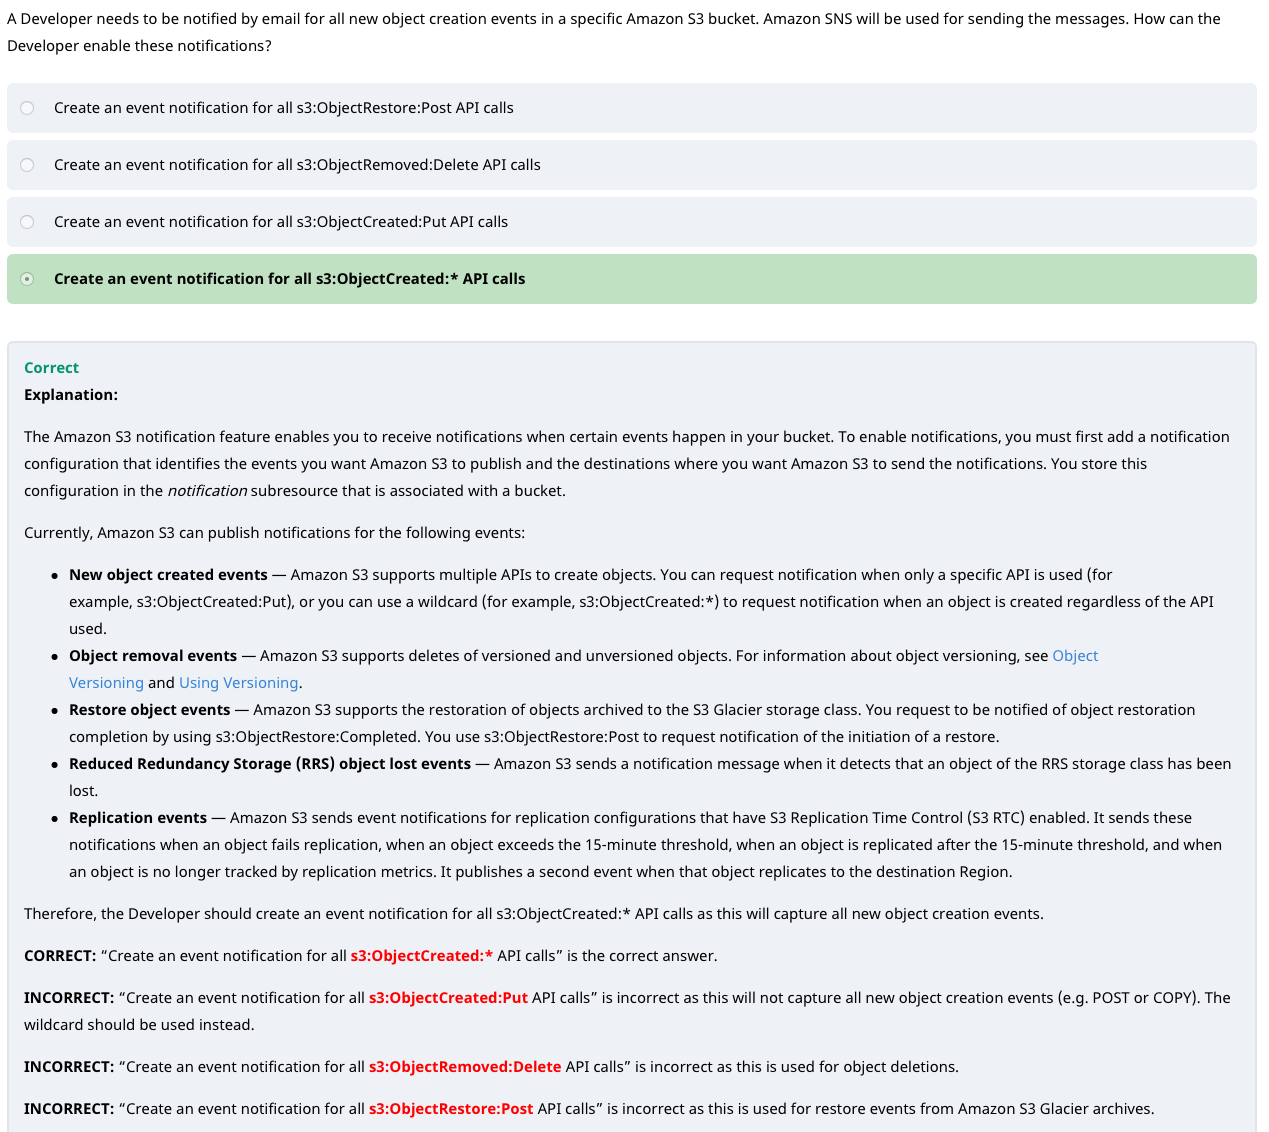 A Developer needs to be notified by email for all new object creation events in a specific Amazon S3 bucket. Amazon SNS will be used for sending the messages. How can the
Developer enable these notifications?
Create an event notification for all s3:ObjectRestore:Post API calls
Create an event notification for all s3:ObjectRemoved:Delete API calls
Create an event notification for all s3:ObjectCreated:Put API calls
Create an event notification for all s3:ObjectCreated:* API calls
Correct
Explanation:
The Amazon S3 notification feature enables you to receive notifications when certain events happen in your bucket. To enable notifications, you must first add a notification
configuration that identifies the events you want Amazon S3 to publish and the destinations where you want Amazon S3 to send the notifications. You store this
configuration in the notification subresource that is associated with a bucket.
Currently, Amazon S3 can publish notifications for the following events:
• New object created events — Amazon S3 supports multiple APIs to create objects. You can request notification when only a specific API is used (for
example, s3:ObjectCreated:Put), or you can use a wildcard (for example, s3:ObjectCreated:*) to request notification when an object is created regardless of the API
used.
• Object removal events — Amazon S3 supports deletes of versioned and unversioned objects. For information about object versioning, see Object
Versioning and Using Versioning.
• Restore object events — Amazon S3 supports the restoration of objects archived to the S3 Glacier storage class. You request to be notified of object restoration
completion by using s3:ObjectRestore:Completed. You use s3:ObjectRestore:Post to request notification of the initiation of a restore.
• Reduced Redundancy Storage (RRS) object lost events — Amazon S3 sends a notification message when it detects that an object of the RRS storage class has been
lost.
• Replication events — Amazon S3 sends event notifications for replication configurations that have S3 Replication Time Control (S3 RTC) enabled. It sends these
notifications when an object fails replication, when an object exceeds the 15-minute threshold, when an object is replicated after the 15-minute threshold, and when
an object is no longer tracked by replication metrics. It publishes a second event when that object replicates to the destination Region.
Therefore, the Developer should create an event notification for all s3:ObjectCreated:* API calls as this will capture all new object creation events.
CORRECT: “Create an event notification for all s3:ObjectCreated:* API calls” is the correct answer.
INCORRECT: “Create an event notification for all s3:ObjectCreated:Put API calls” is incorrect as this will not capture all new object creation events (e.g. POST or COPY). The
wildcard should be used instead.
INCORRECT: “Create an event notification for all s3:ObjectRemoved:Delete API calls” is incorrect as this is used for object deletions.
INCORRECT: “Create an event notification for all s3:ObjectRestore:Post API calls” is incorrect as this is used for restore events from Amazon S3 Glacier archives.